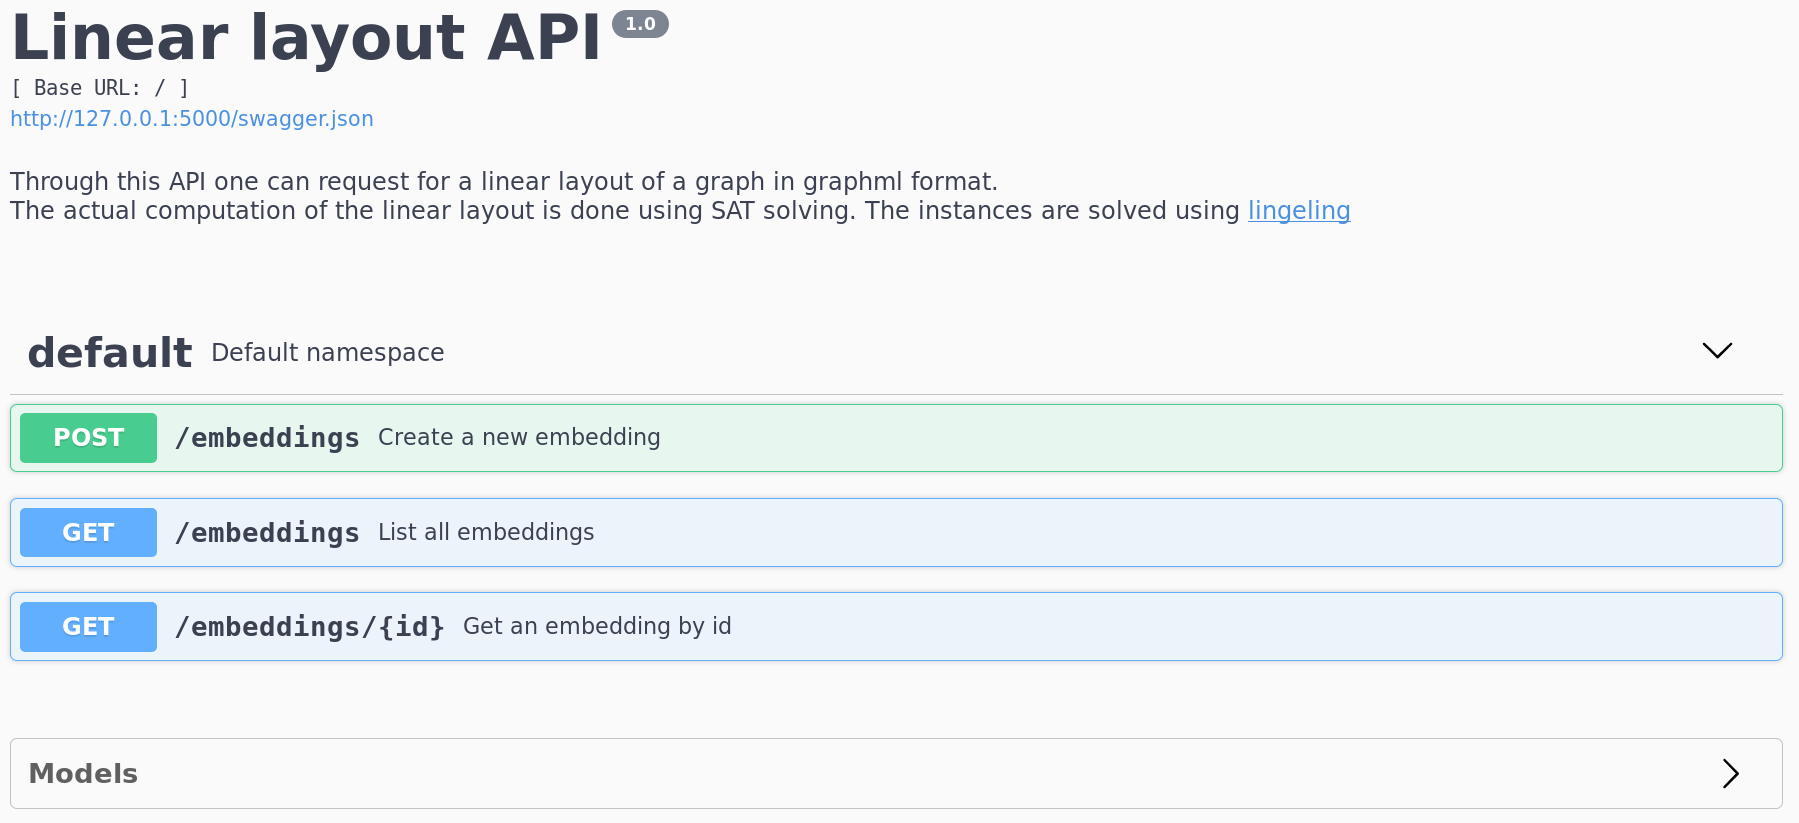 Linear layout API 1.0
[ Base URL: / ]
http://127.0.0.1:5000/swagger.json
Through this API one can request for a linear layout of a graph in graphml format.
The actual computation of the linear layout is done using SAT solving. The instances are solved using lingeling
default Default namespace
POST /embeddings Create a new embedding
GET /embeddings List all embeddings
GET /embeddings/{id} Get an embedding by id
Models